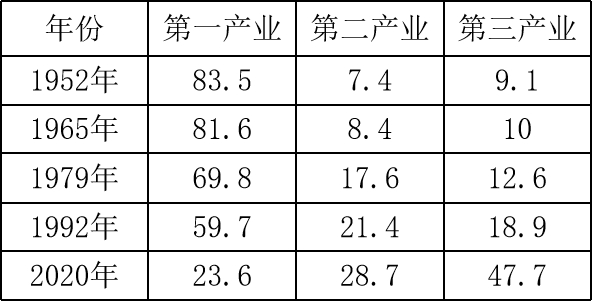 年份 第一产业 第二产业 第三产业
1952年 83.5 7.4 9.1
1965年 81.6 8.4 10
1979年 69.8 17.6 12.6
1992年 59.7 21.4 18.9
2020年 23.6 28.7 47.7